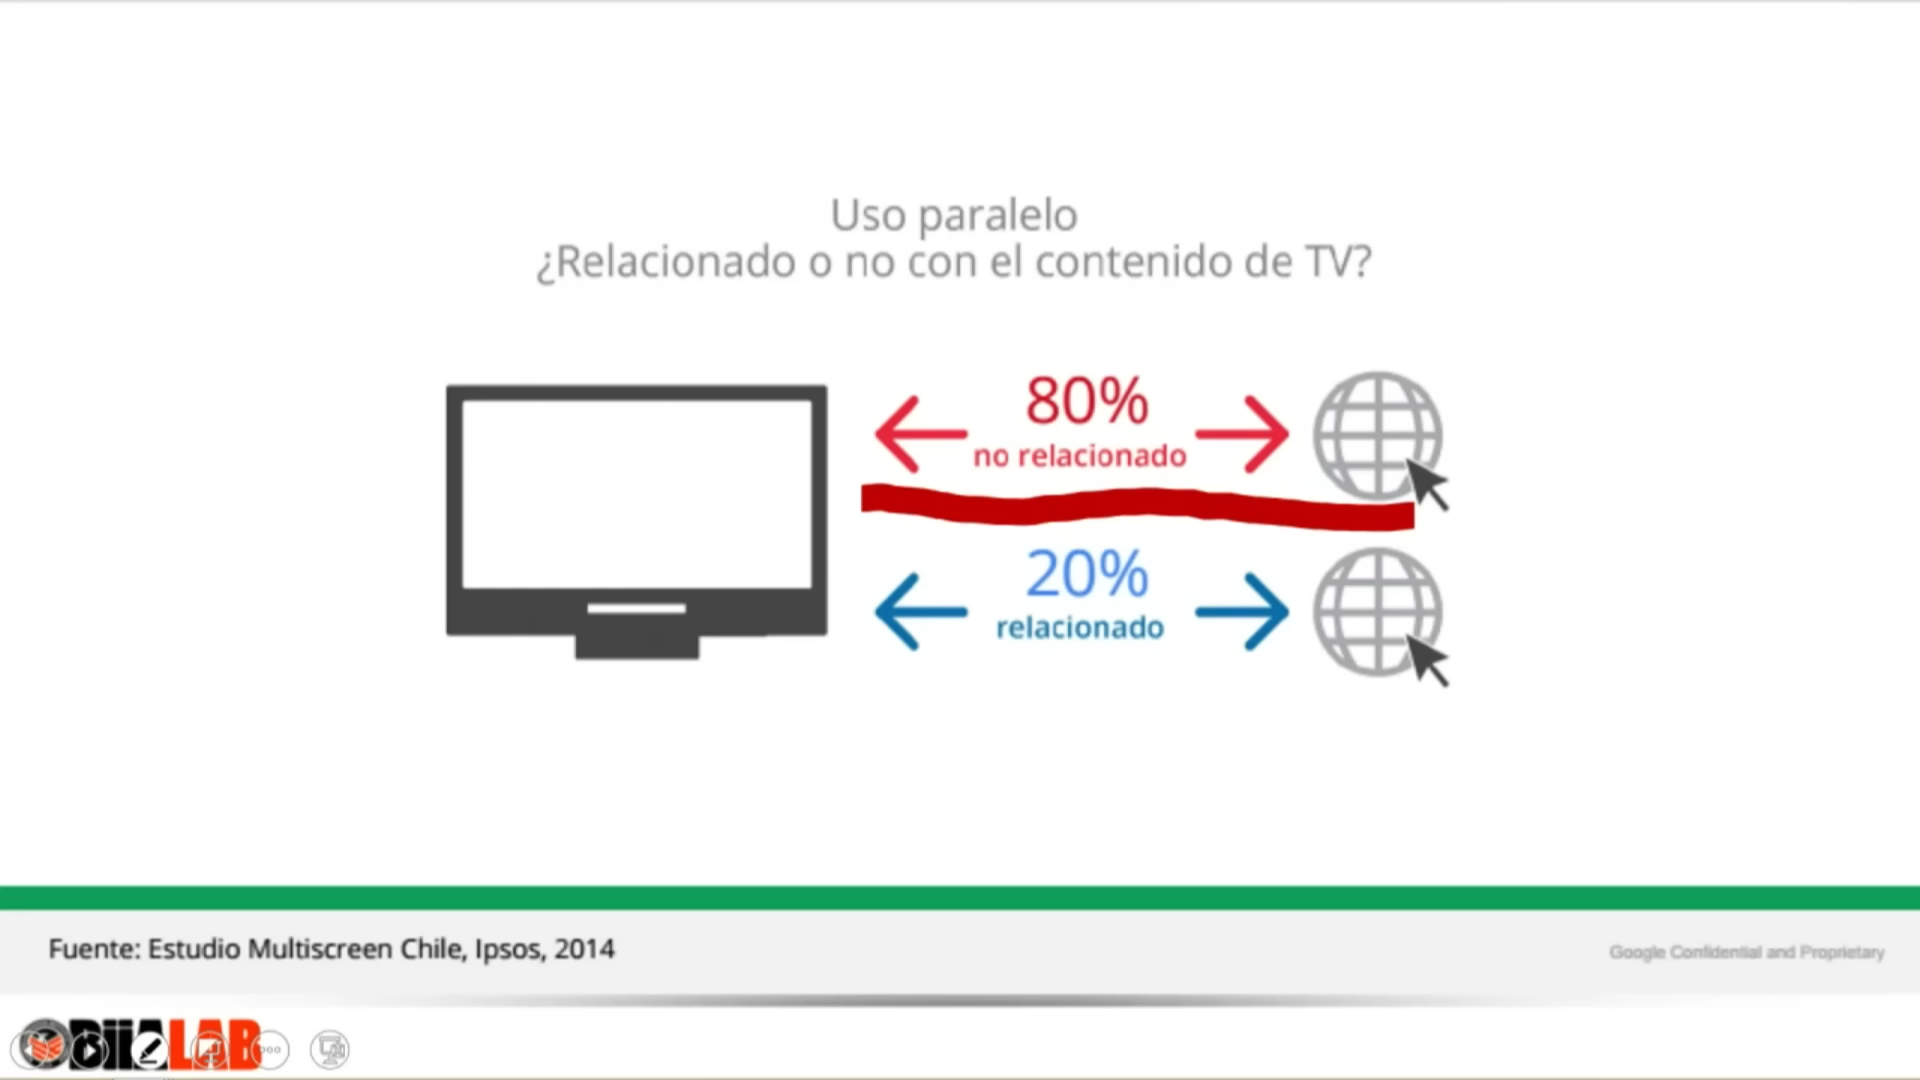 Uso paralelo
¿Relacionado o no con el contenido de TV?
80%
no relacionado
20%
relacionado
Fuente: Estudio Multiscreen Chile, Ipsos, 2014
Google Confidential and Proprietary
BiiALAB